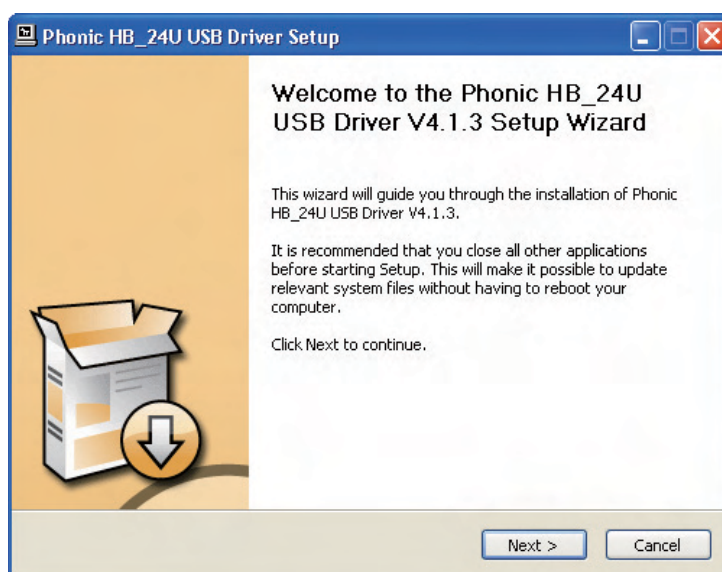 Phonic HB_24U USB Driver Setup
Welcome to the Phonic HB_24U
USB Driver V4.1.3 Setup Wizard
This wizard will guide you through the installation of Phonic
HB_24U USB Driver V4.1.3.
It is recommended that you close all other applications
before starting Setup. This will make it possible to update
relevant system files without having to reboot your
computer.
Click Next to continue.
Next >
Cancel